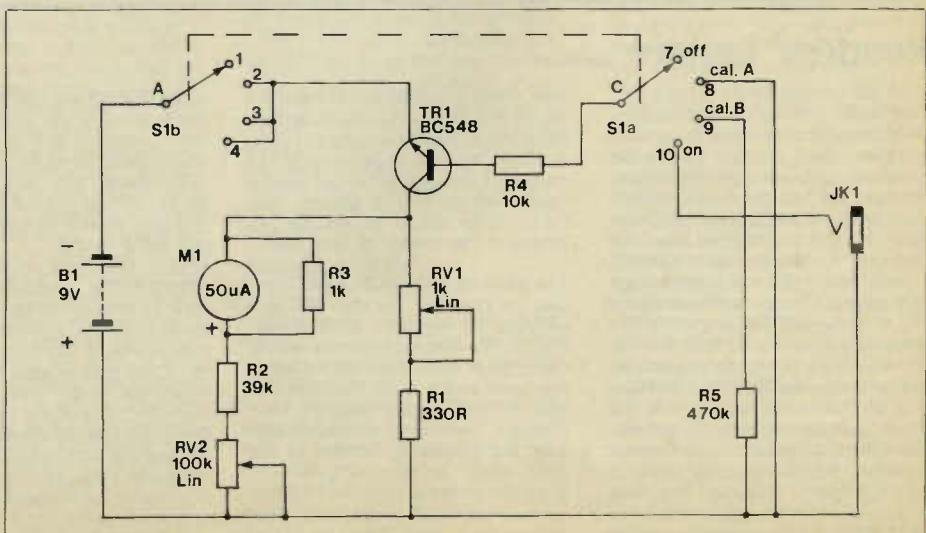 A
S1b
1
2
3
4
TR1
BC548
R4
10k
C
S1a
7
off
cal. A
8
cal.B
9
10
on
JK1
B1
9V
-
+
M1
50uA
+
R3
1k
RV1
1k
Lin
R2
39k
R1
330R
RV2
100k
Lin
R5
470k